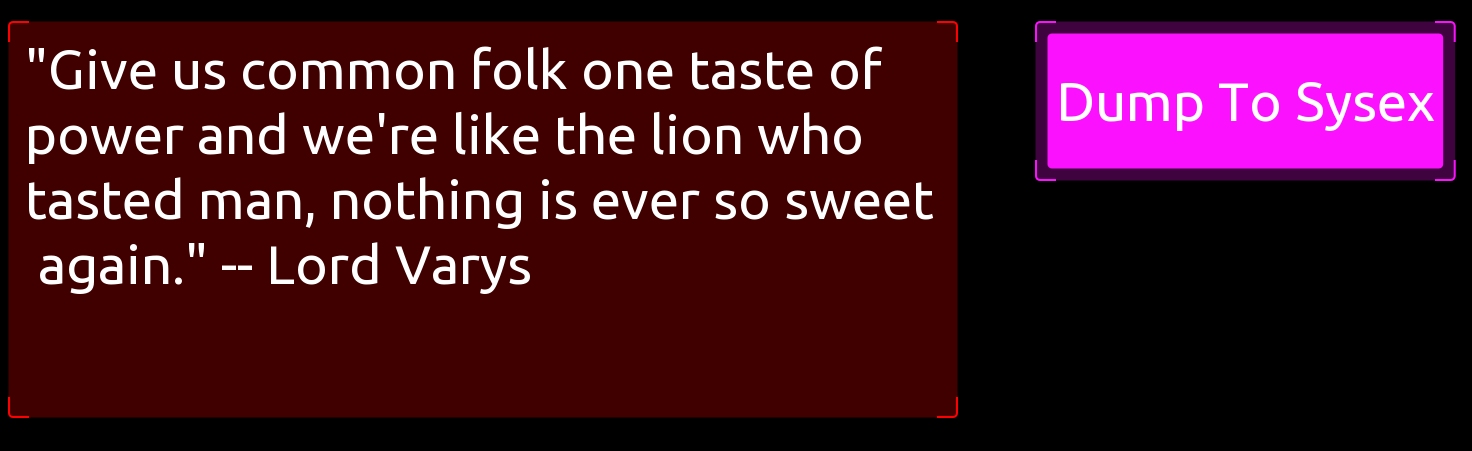 "Give us common folk one taste of
power and we're like the lion who
tasted man, nothing is ever so sweet
again." -- Lord Varys
Dump To Sysex